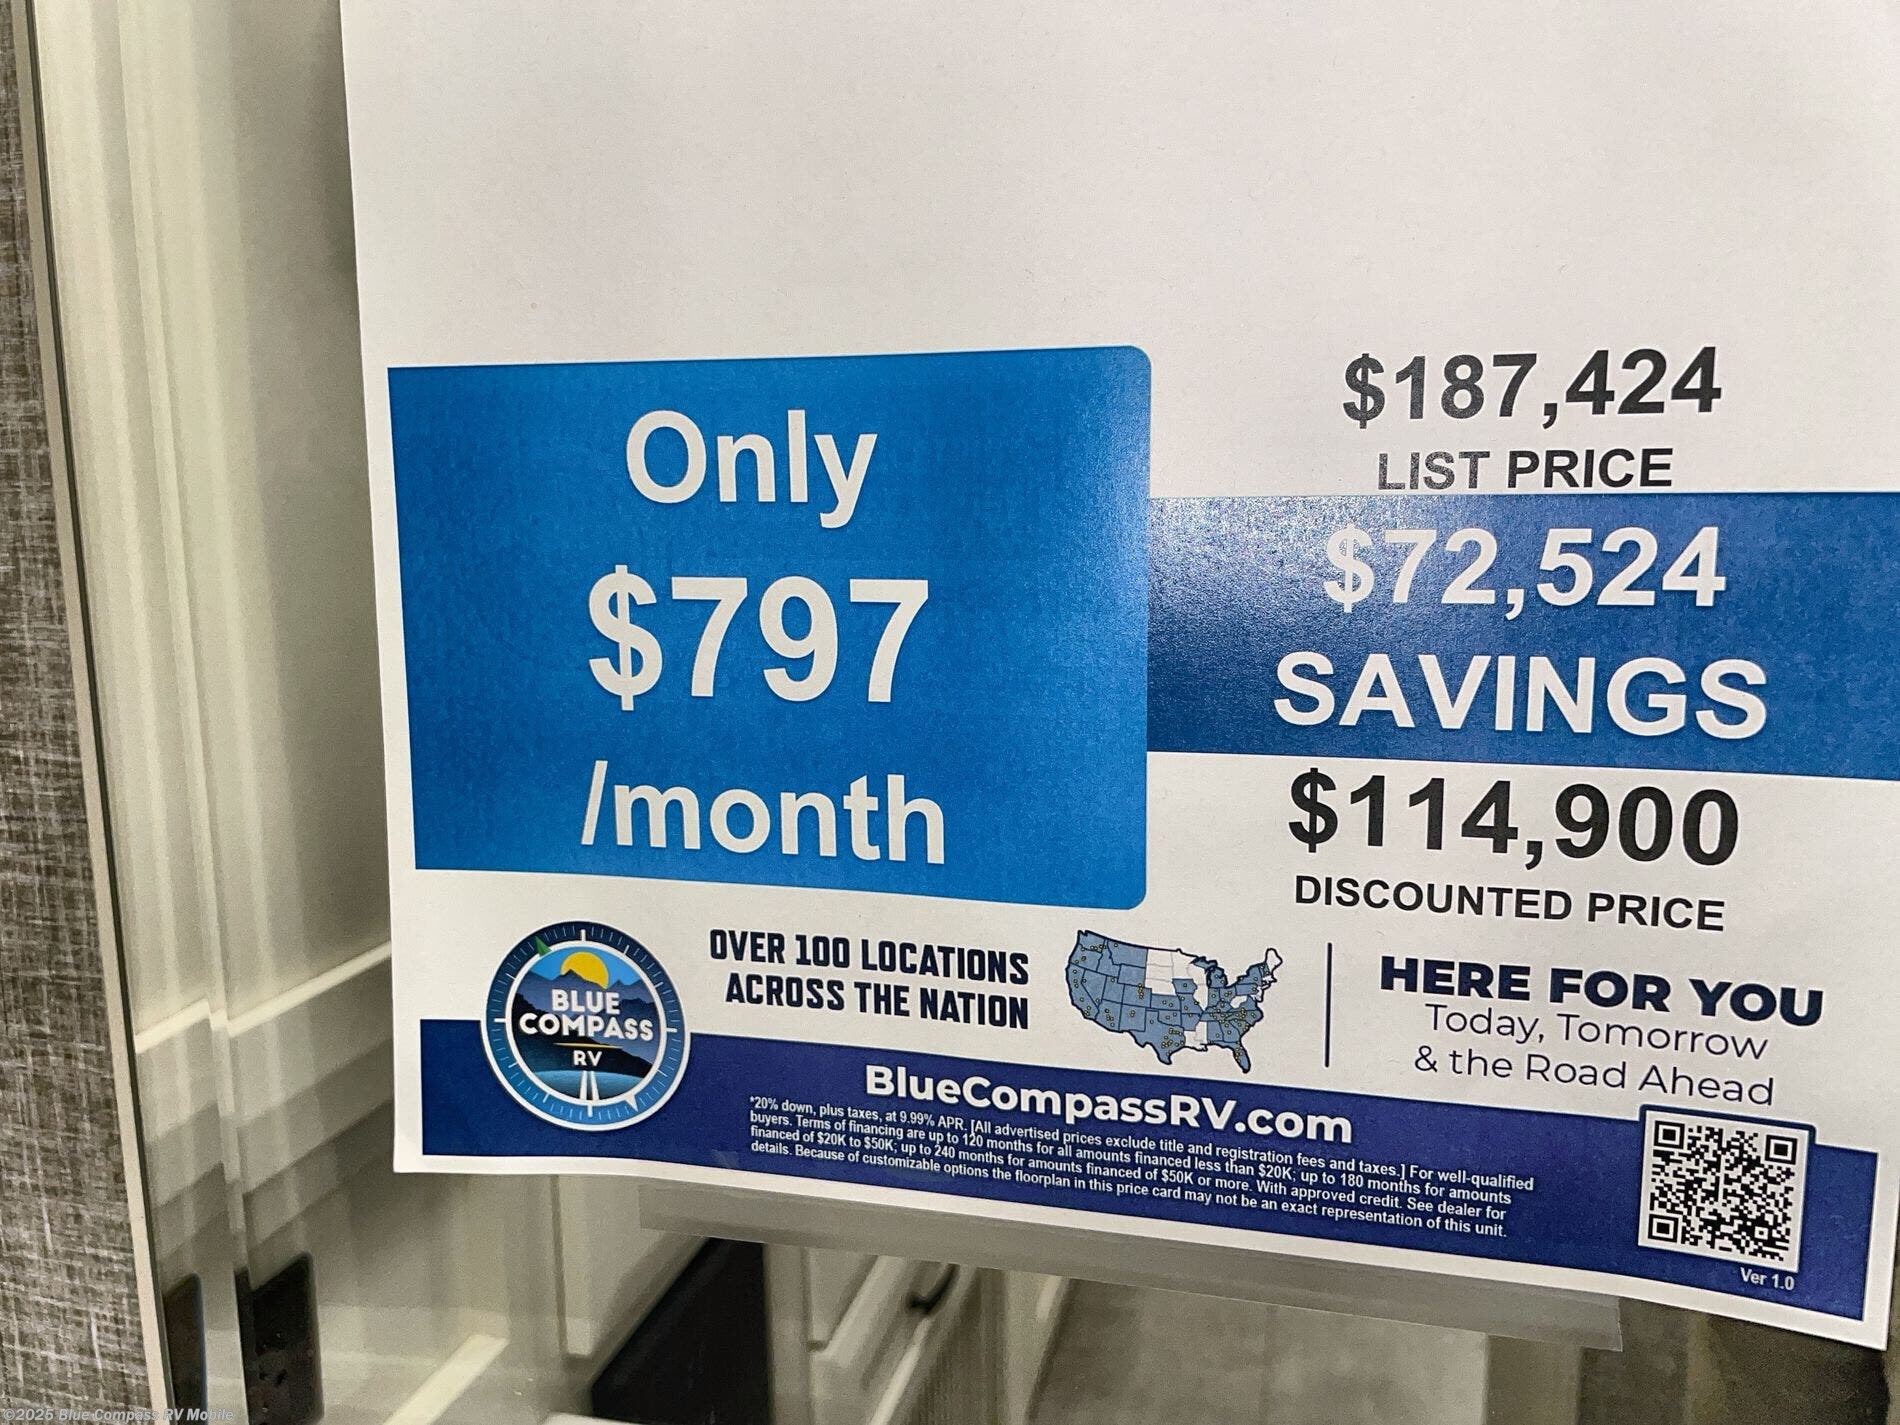 Only
$797
/month
$187,424
LIST PRICE
$72,524
SAVINGS
$114,900
DISCOUNTED PRICE
BLUE
COMPASS
RV
OVER 100 LOCATIONS
ACROSS THE NATION
HERE FOR YOU
Today, Tomorrow
& the Road Ahead
BlueCompassRV.com
*20% down, plus taxes, at 9.99% APR. [All advertised prices exclude title and registration fees and taxes.] For well-qualified
buyers. Terms of financing are up to 120 months for all amounts financed less than $20K; up to 180 months for amounts
financed of $20K to $50K; up to 240 months for amounts financed of $50K or more. With approved credit. See dealer for
details. Because of customizable options the floorplan in this price card may not be an exact representation of this unit.
Ver 1.0
©2025 Blue Compass RV Mobile